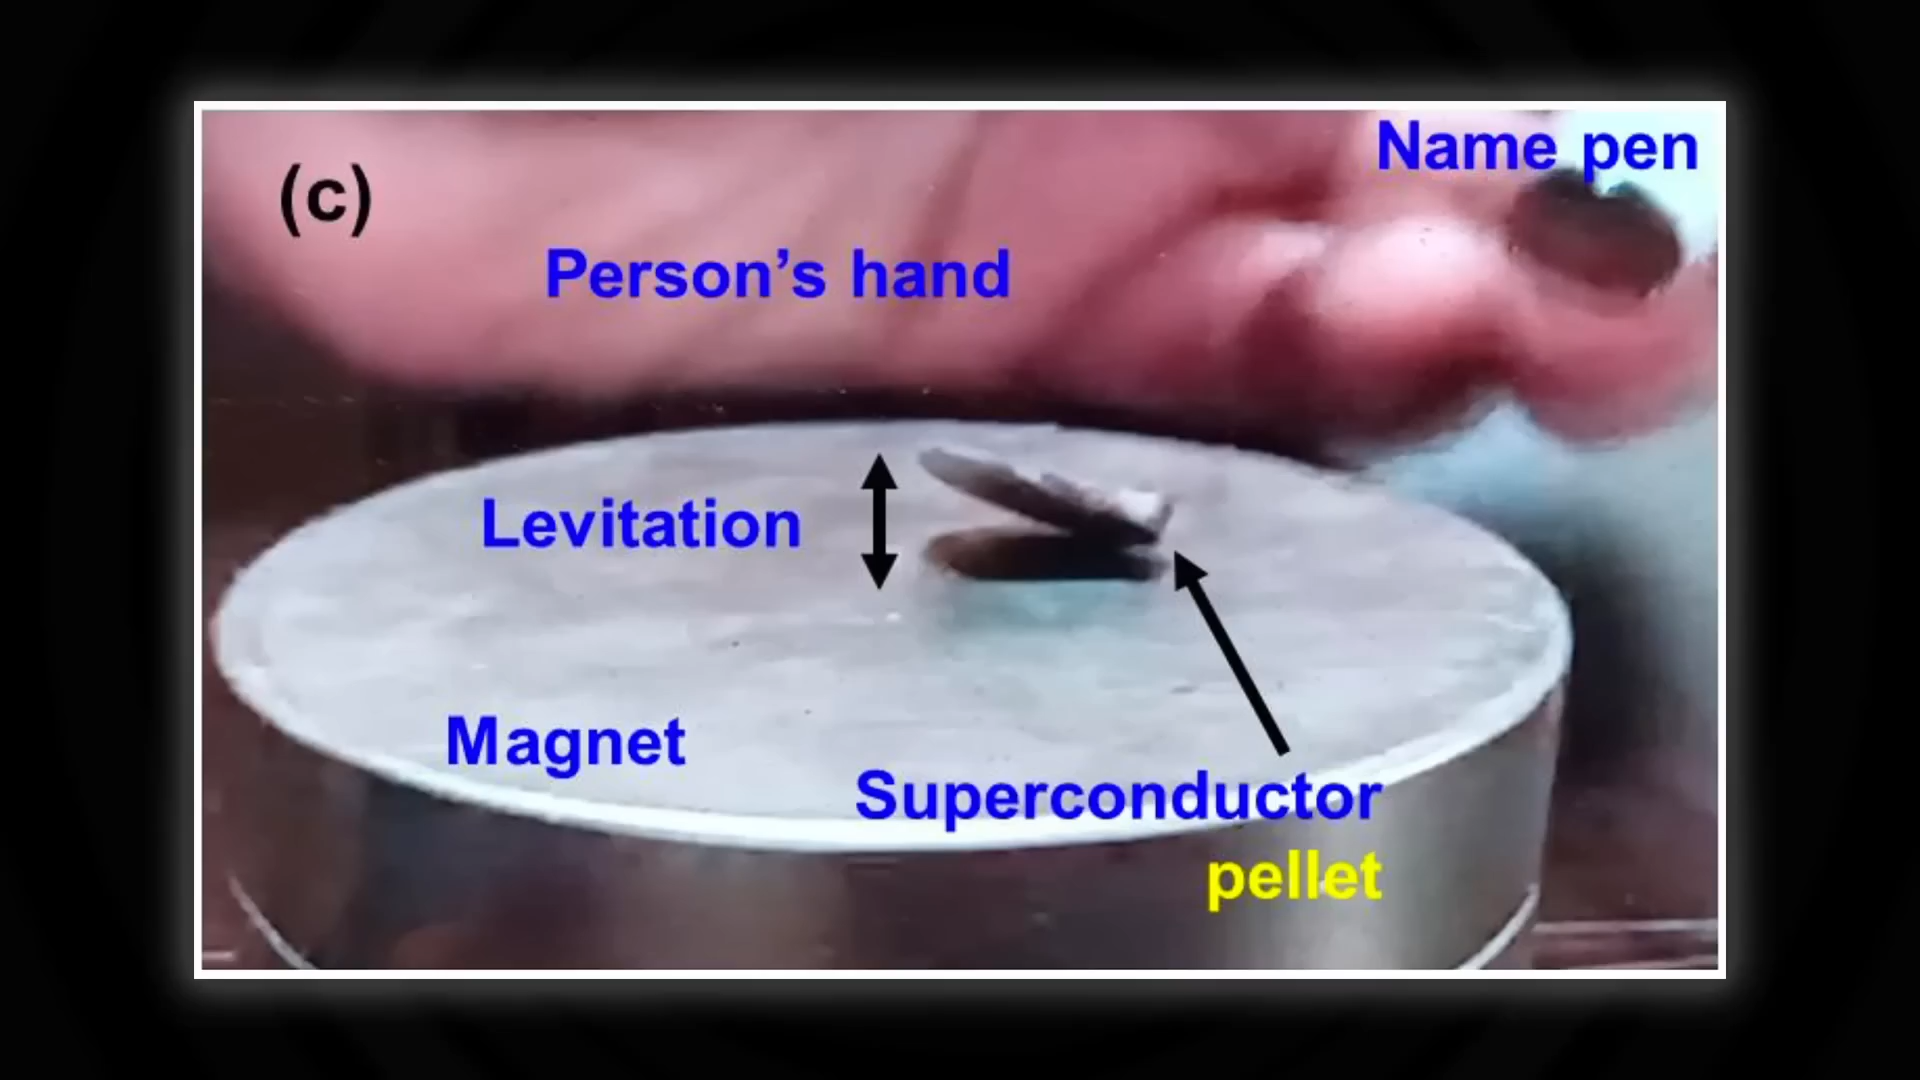 Name pen
(c)
Person’s hand
Levitation
Magnet
Superconductor
pellet